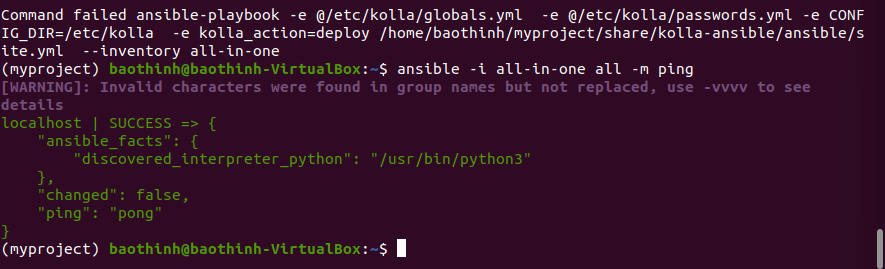 Command failed ansible-playbook -e @/etc/kolla/globals.yml  -e @/etc/kolla/passwords.yml -e CONF
IG_DIR=/etc/kolla  -e kolla_action=deploy /home/baothinh/myproject/share/kolla-ansible/ansible/s
ite.yml  --inventory all-in-one
(myproject) baothinh@baothinh-VirtualBox:~$ ansible -i all-in-one all -m ping
[WARNING]: Invalid characters were found in group names but not replaced, use -vvvv to see
details
localhost | SUCCESS => {
    "ansible_facts": {
        "discovered_interpreter_python": "/usr/bin/python3"
    },
    "changed": false,
    "ping": "pong"
}
(myproject) baothinh@baothinh-VirtualBox:~$